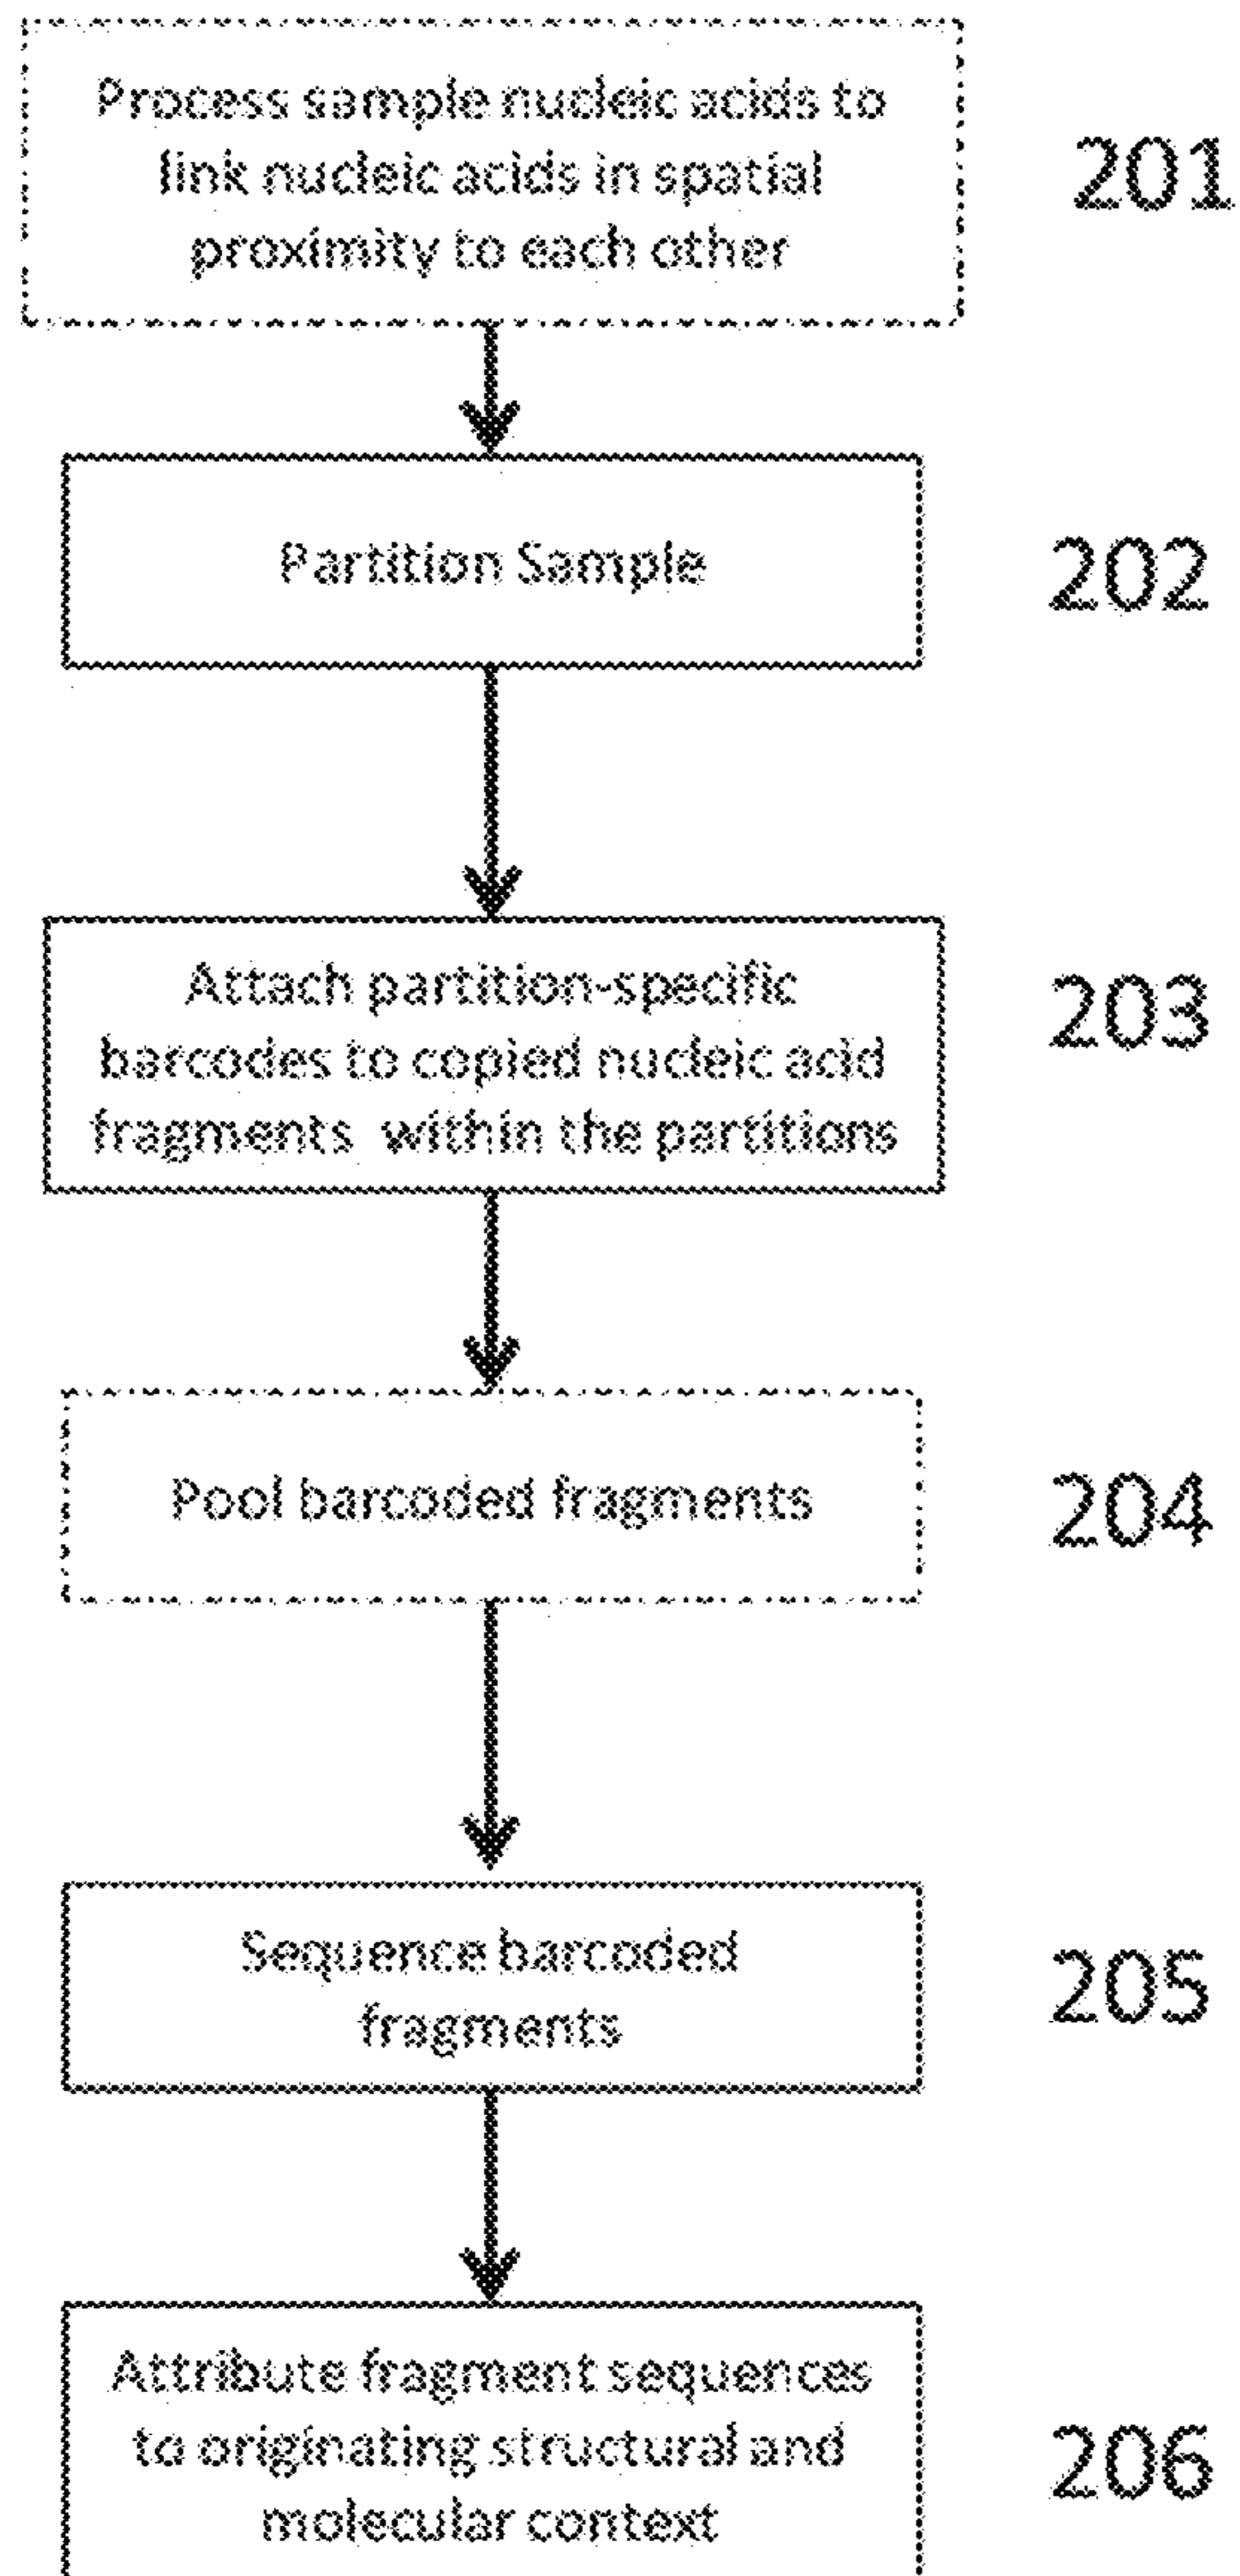 Process sample nucleic acids to
link nucleic acids in spatial
proximity to each other
201
Partition Sample
202
Attach partition-specific
barcodes to copied nucleic acid
fragments within the partitions
203
Pool barcoded fragments
204
Sequence barcoded
fragments
205
Attribute fragment sequences
to originating structural and
molecular context
206